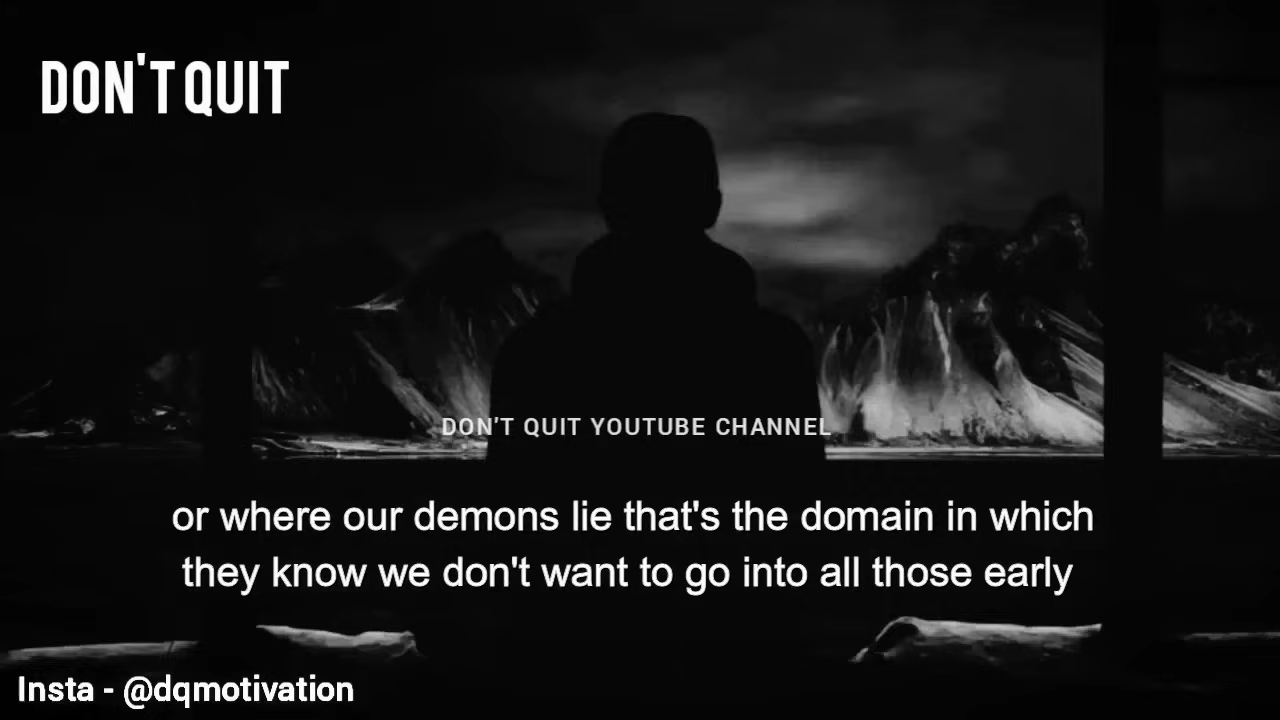 DON'T QUIT
DON'T QUIT YOUTUBE CHANNEL
or where our demons lie that's the domain in which
they know we don't want to go into all those early
Insta - @dqmotivation